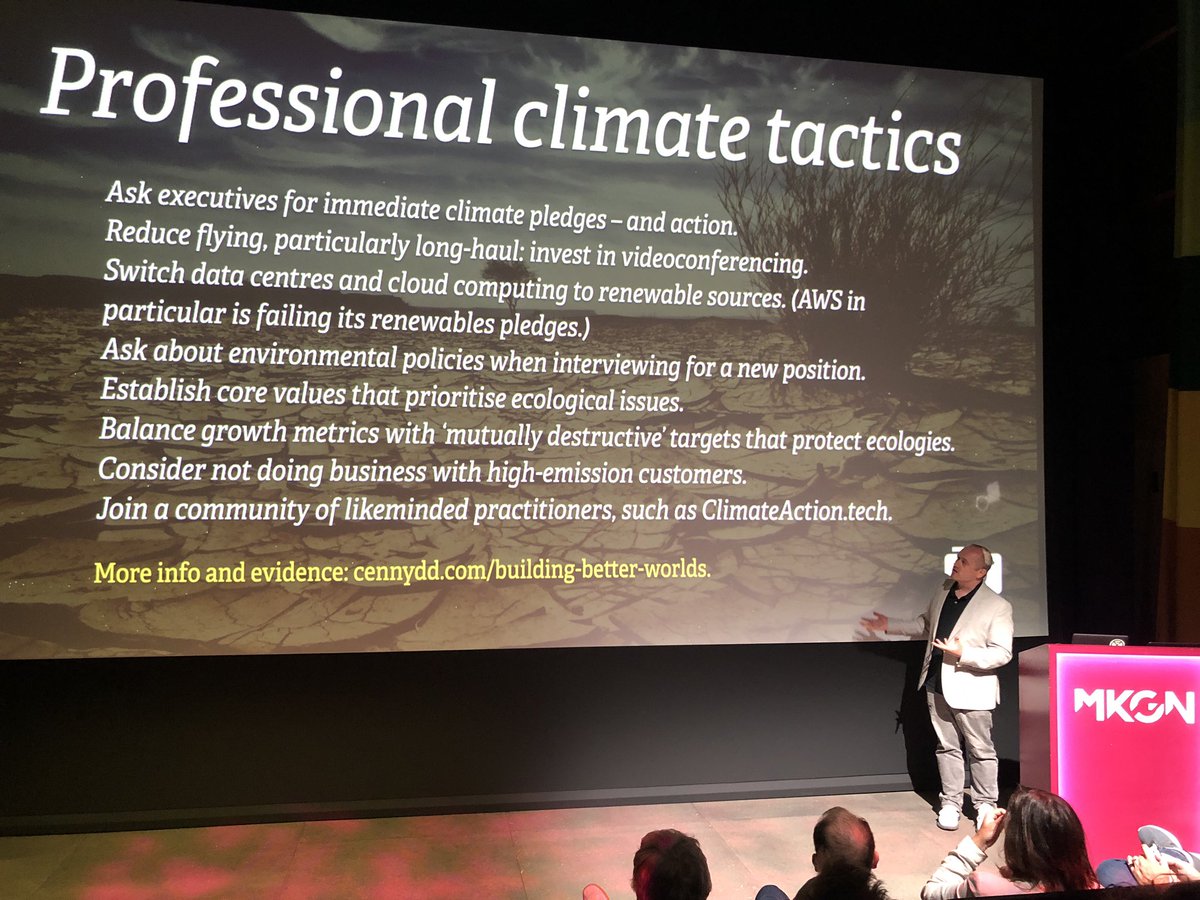 Professional climate tactics
Ask executives for immediate climate pledges – and action.
Reduce flying, particularly long-haul: invest in videoconferencing.
Switch data centres and cloud computing to renewable sources. (AWS in
particular is failing its renewables pledges.)
Ask about environmental policies when interviewing for a new position.
Establish core values that prioritise ecological issues.
Balance growth metrics with ‘mutually destructive’ targets that protect ecologies.
Consider not doing business with high-emission customers.
Join a community of likeminded practitioners, such as ClimateAction.tech.
More info and evidence: cennydd.com/building-better-worlds.
MKGN